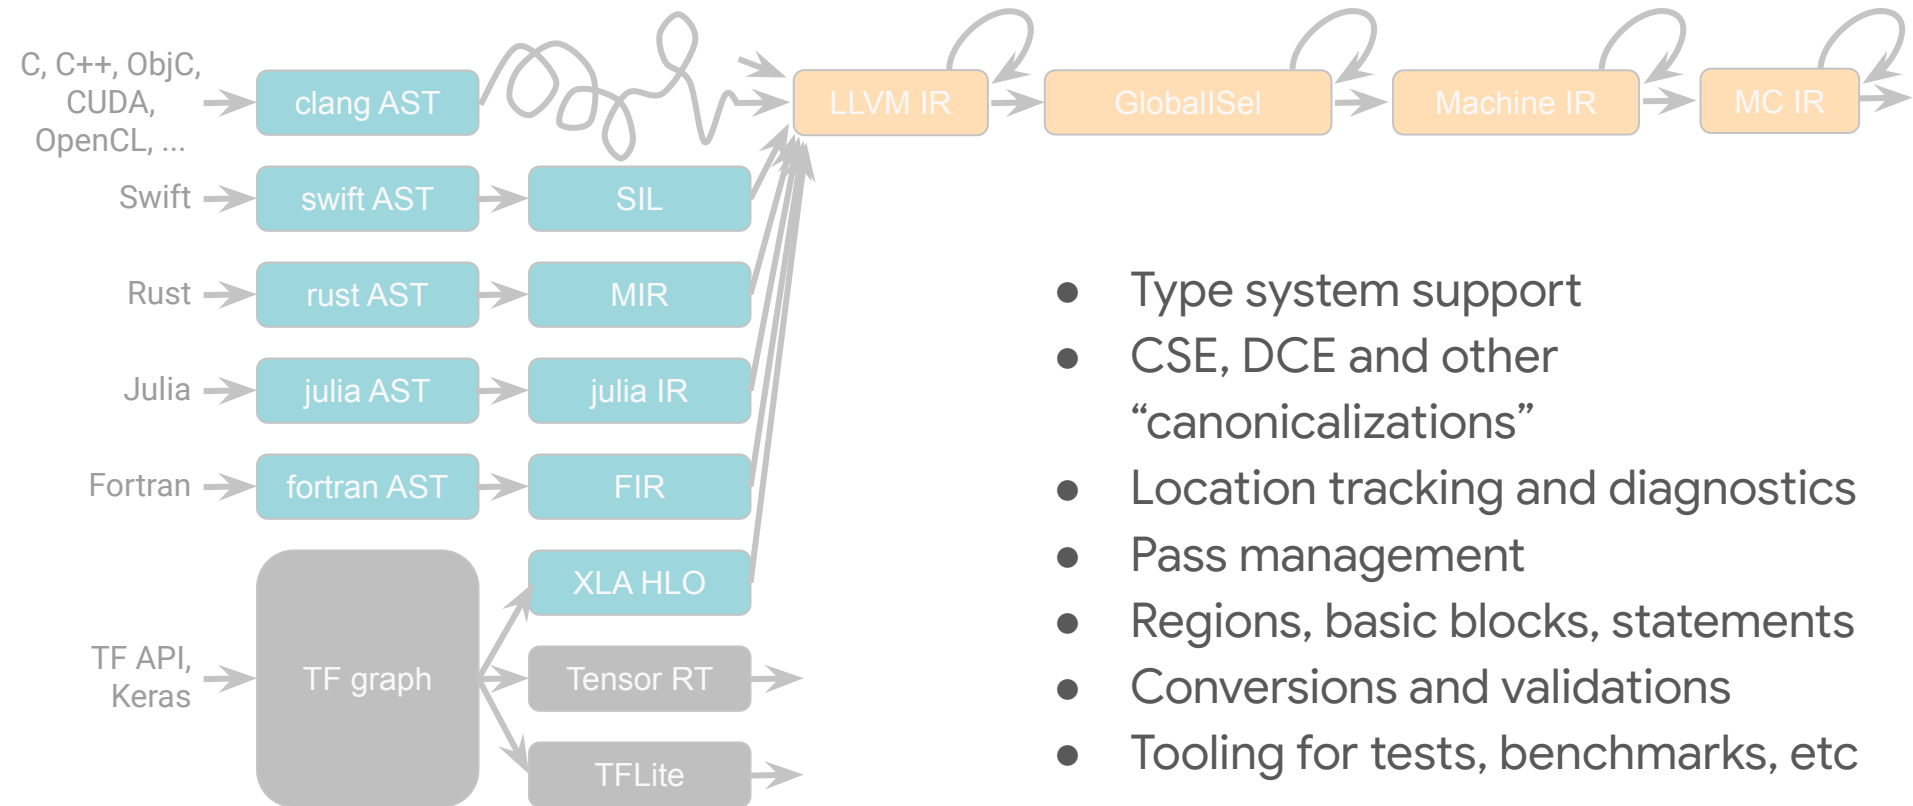 C, C++, ObjC,
CUDA,
OpenCL, ...
clang AST
LLVM IR
GlobalISel
Machine IR
MC IR
Swift
swift AST
SIL
Rust
rust AST
MIR
Julia
julia AST
julia IR
Fortran
fortran AST
FIR
TF API,
Keras
TF graph
XLA HLO
Tensor RT
TFLite
● Type system support
● CSE, DCE and other
“canonicalizations”
● Location tracking and diagnostics
● Pass management
● Regions, basic blocks, statements
● Conversions and validations
● Tooling for tests, benchmarks, etc